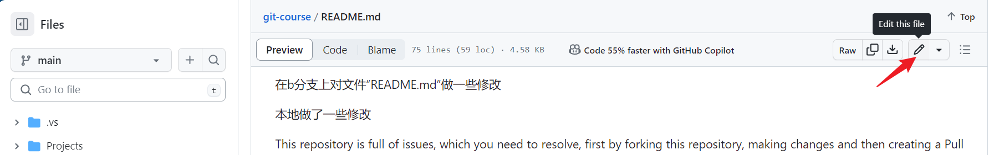 Files
main
Go to file
t
.vs
Projects
git-course / README.md
Top
Edit this file
Preview Code Blame 75 lines (59 loc) · 4.58 KB Code 55% faster with GitHub Copilot Raw
在b分支上对文件“README.md”做一些修改
本地做了一些修改
This repository is full of issues, which you need to resolve, first by forking this repository, making changes and then creating a Pull